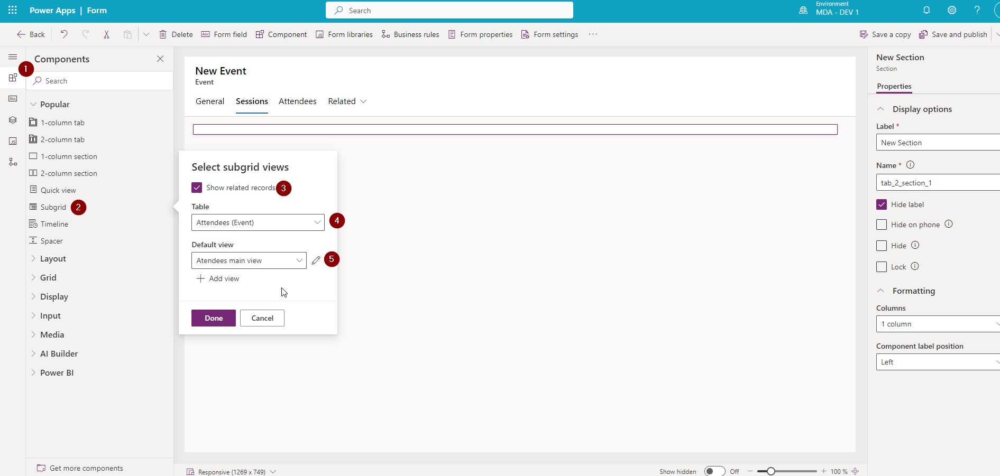 Power Apps | Form
Search
Environment
MDA - DEV 1
?
Back
Delete
Abc Form field
Component
JS Form libraries
Business rules
Form properties
Form settings
...
Save a copy
Save and publish
1
Components
Search
Abc
JS
Popular
1-column tab
2-column tab
1-column section
2-column section
Quick view
Subgrid 2
Timeline
Spacer
Layout
Grid
Display
Input
Media
AI Builder
Power BI
Get more components
New Event
Event
General Sessions Attendees Related
Select subgrid views
Show related records 3
Table
Attendees (Event) 4
Default view
Atendees main view 5
Add view
Done Cancel
Responsive (1269 x 749)
Show hidden Off 100 %
New Section
Section
Properties
Display options
Label *
New Section
Name *
tab_2_section_1
Hide label
Hide on phone
Hide
Lock
Formatting
Columns
1 column
Component label position
Left